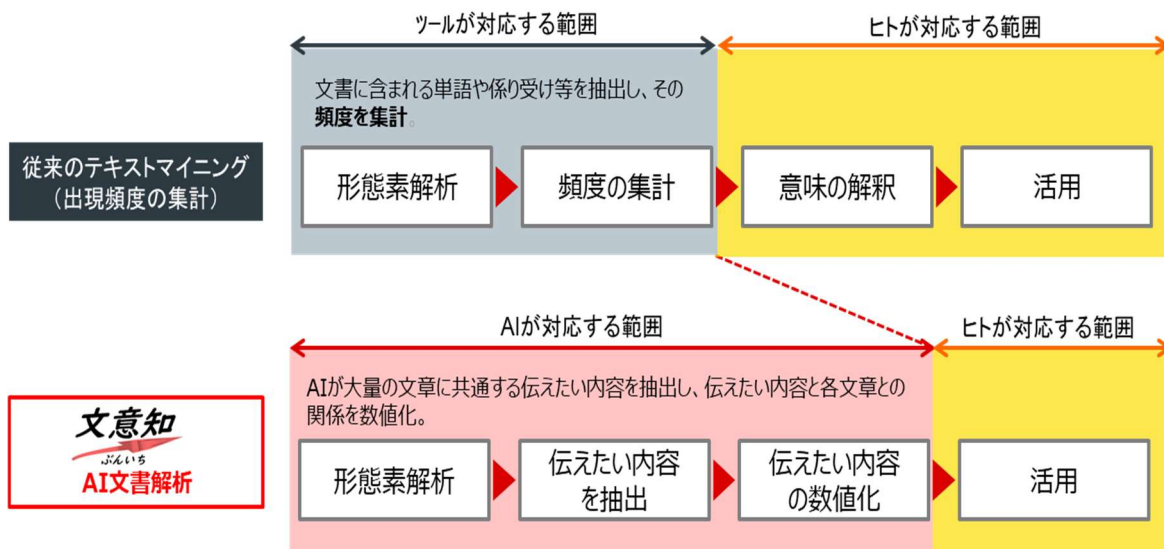 ツールが対応する範囲
ヒトが対応する範囲
文書に含まれる単語や係り受け等を抽出し、その
頻度を集計。
従来のテキストマイニング
（出現頻度の集計）
形態素解析
頻度の集計
意味の解釈
活用
AIが対応する範囲
ヒトが対応する範囲
AIが大量の文章に共通する伝えたい内容を抽出し、伝えたい内容と各文章との
関係を数値化。
文意知
ぶんいち
AI文書解析
形態素解析
伝えたい内容
を抽出
伝えたい内容
の数値化
活用